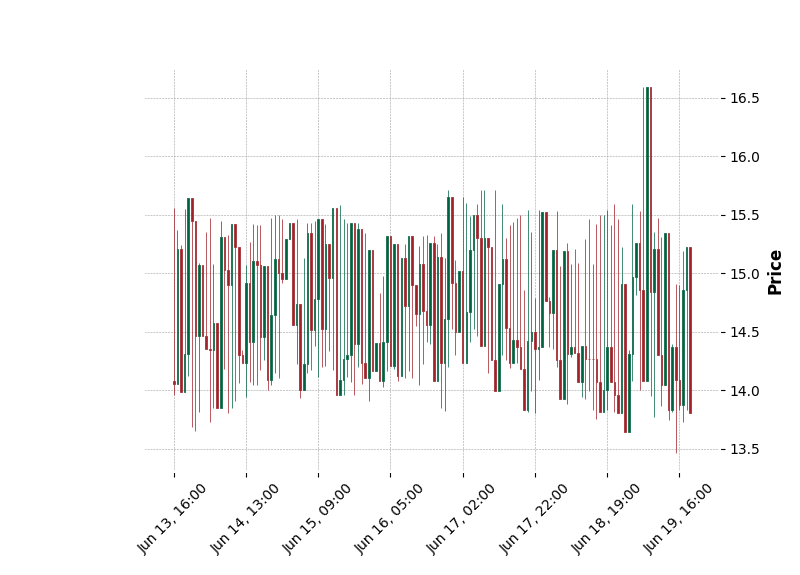 16.5
16.0
15.5
15.0
14.5
14.0
13.5
Price
Jun 13, 16:00
Jun 14, 13:00
Jun 15, 09:00
Jun 16, 05:00
Jun 17, 02:00
Jun 17, 22:00
Jun 18, 19:00
Jun 19, 16:00